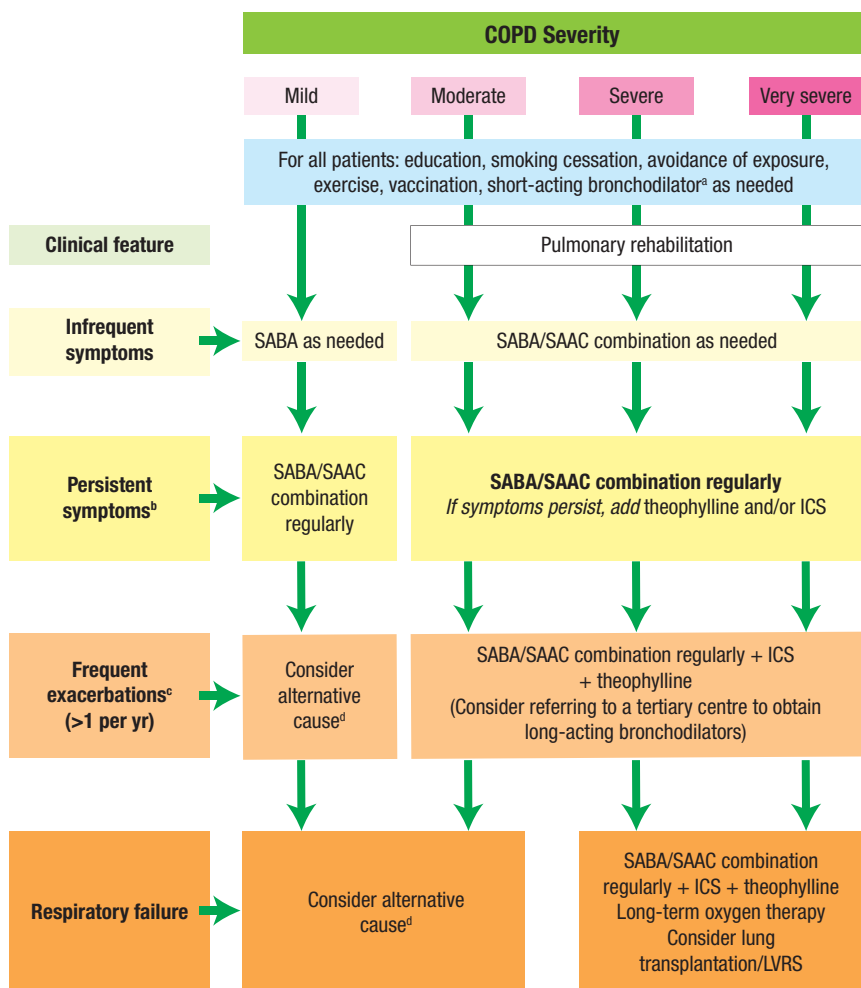 COPD Severity
Mild
Moderate
Severe
Very severe
For all patients: education, smoking cessation, avoidance of exposure,
exercise, vaccination, short-acting bronchodilatorᵃ as needed
Clinical feature
Pulmonary rehabilitation
Infrequent
symptoms
SABA as needed
SABA/SAAC combination as needed
Persistent
symptomsᵇ
SABA/SAAC
combination
regularly
SABA/SAAC combination regularly
If symptoms persist, add theophylline and/or ICS
Frequent
exacerbationsᶜ
(>1 per yr)
Consider
alternative
causeᵈ
SABA/SAAC combination regularly + ICS
+ theophylline
(Consider referring to a tertiary centre to obtain
long-acting bronchodilators)
Respiratory failure
Consider alternative
causeᵈ
SABA/SAAC combination
regularly + ICS + theophylline
Long-term oxygen therapy
Consider lung
transplantation/LVRS